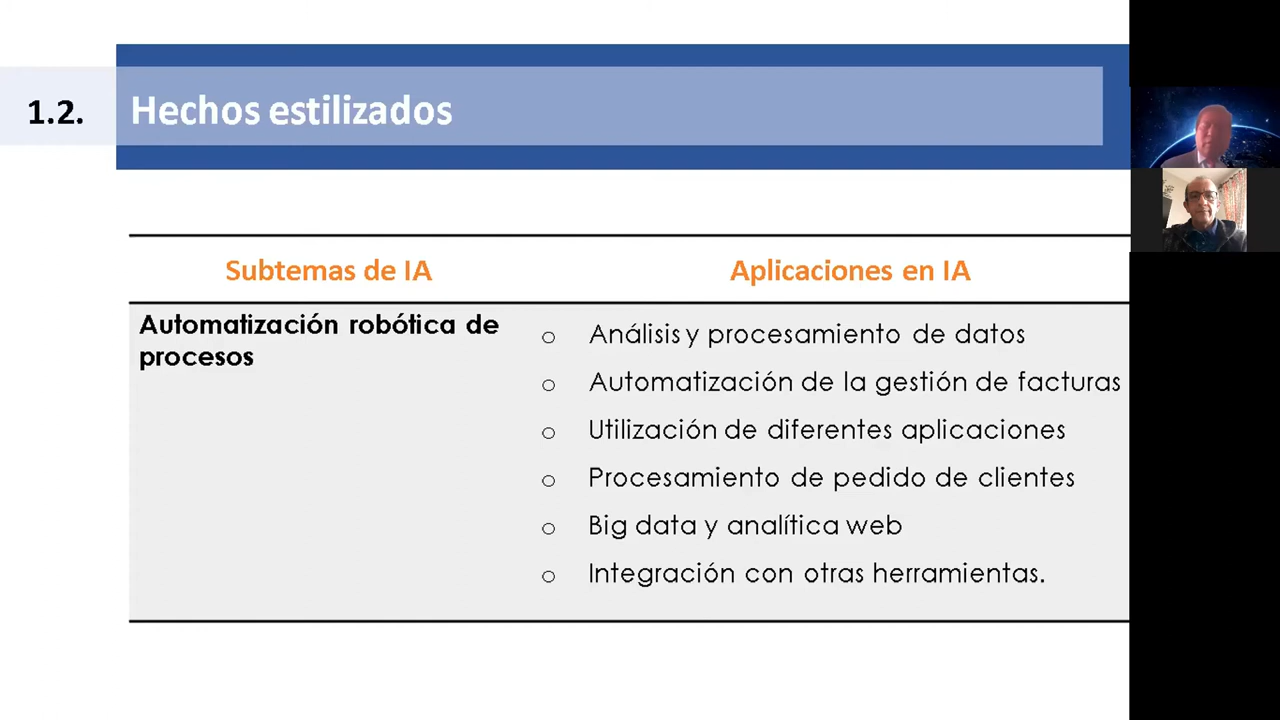 1.2.
Hechos estilizados
Subtemas de IA
Aplicaciones en IA
Automatización robótica de
procesos
o Análisis y procesamiento de datos
o Automatización de la gestión de facturas
o Utilización de diferentes aplicaciones
o Procesamiento de pedido de clientes
o Big data y analítica web
o Integración con otras herramientas.